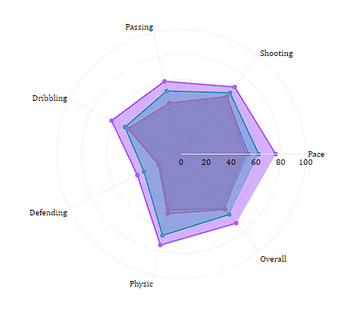 Passing
Shooting
Dribbling
0 20 40 60 80 100
Pace
Defending
Overall
Physic